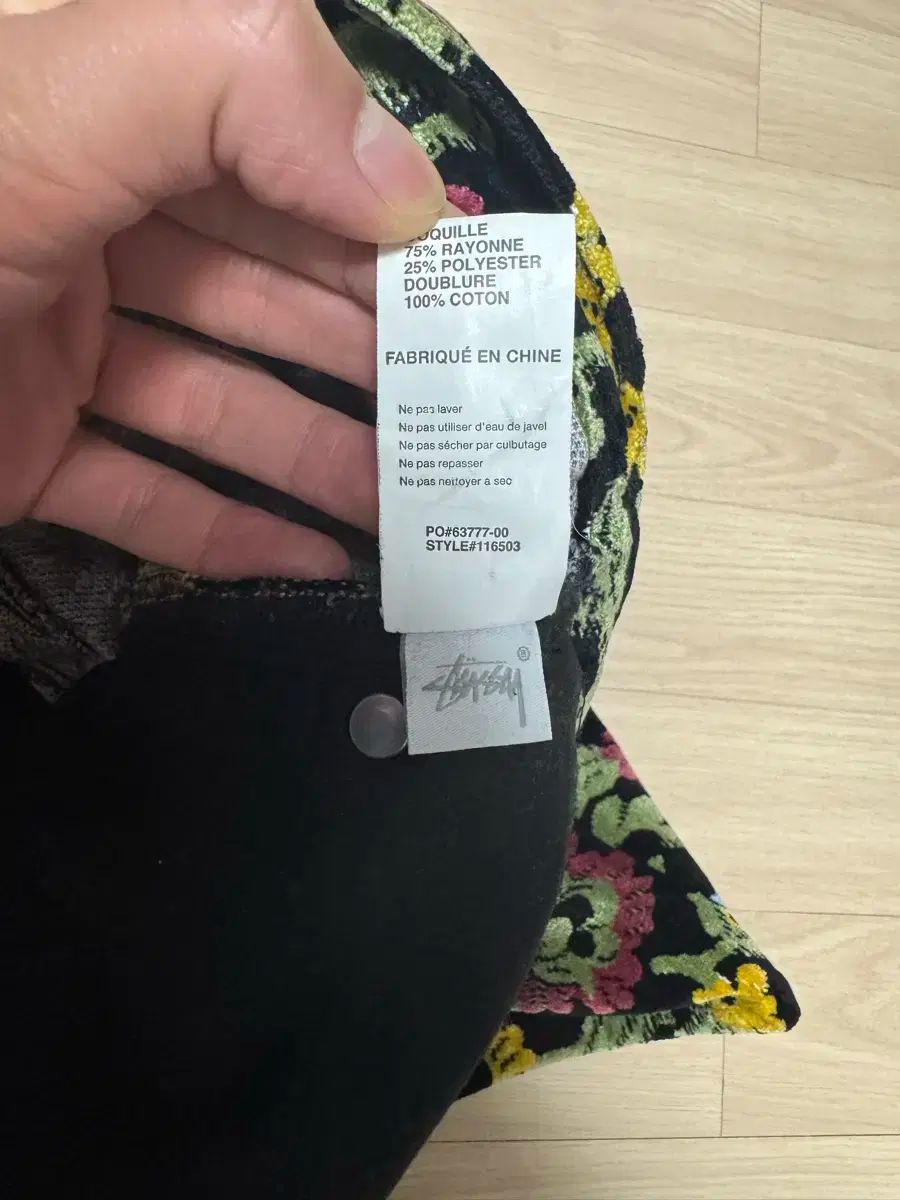 COQUILLE
75% RAYONNE
25% POLYESTER
DOUBLURE
100% COTON
FABRIQUÉ EN CHINE
Ne pas laver
Ne pas utiliser d'eau de javel
Ne pas sécher par culbutage
Ne pas repasser
Ne pas nettoyer a sec
PO#63777-00
STYLE#116503
Stüssy